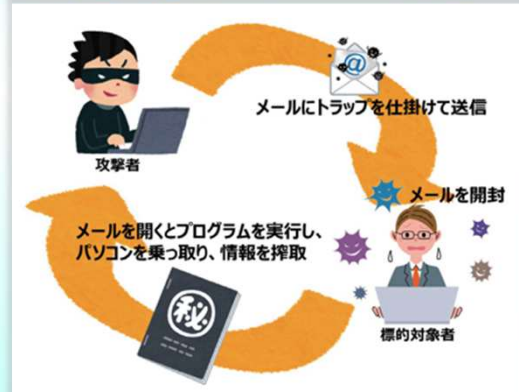 @
メールにトラップを仕掛けて送信
攻撃者
メールを開封
メールを開くとプログラムを実行し、
パソコンを乗っ取り、情報を搾取
秘
標的対象者